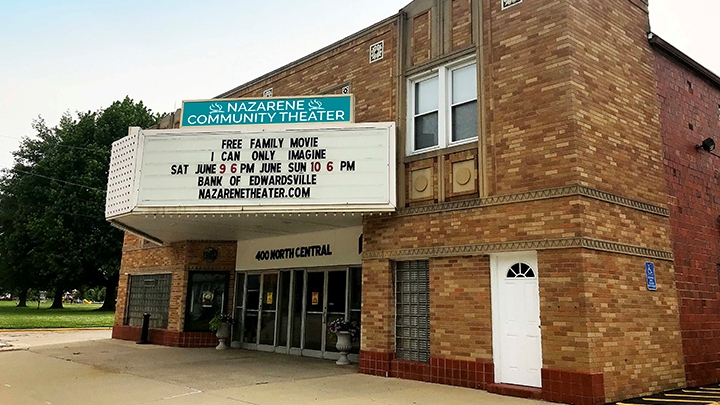 NAZARENE
COMMUNITY THEATER
FREE FAMILY MOVIE
I CAN ONLY IMAGINE
SAT JUNE 9 6 PM JUNE SUN 10 6 PM
BANK OF EDWARDSVILLE
NAZARENETHEATER.COM
400 NORTH CENTRAL